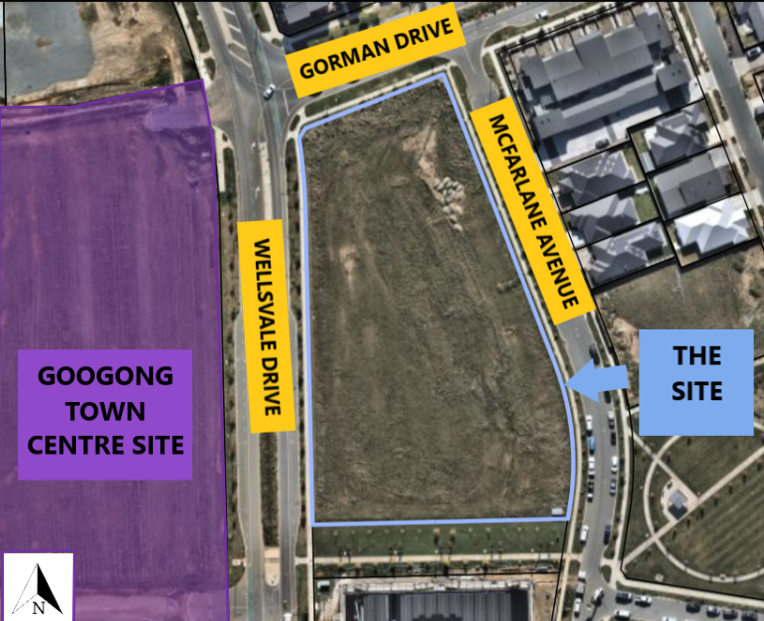 GORMAN DRIVE
MCFARLANE AVENUE
WELLSVALE DRIVE
THE
SITE
GOOGONG
TOWN
CENTRE SITE
N